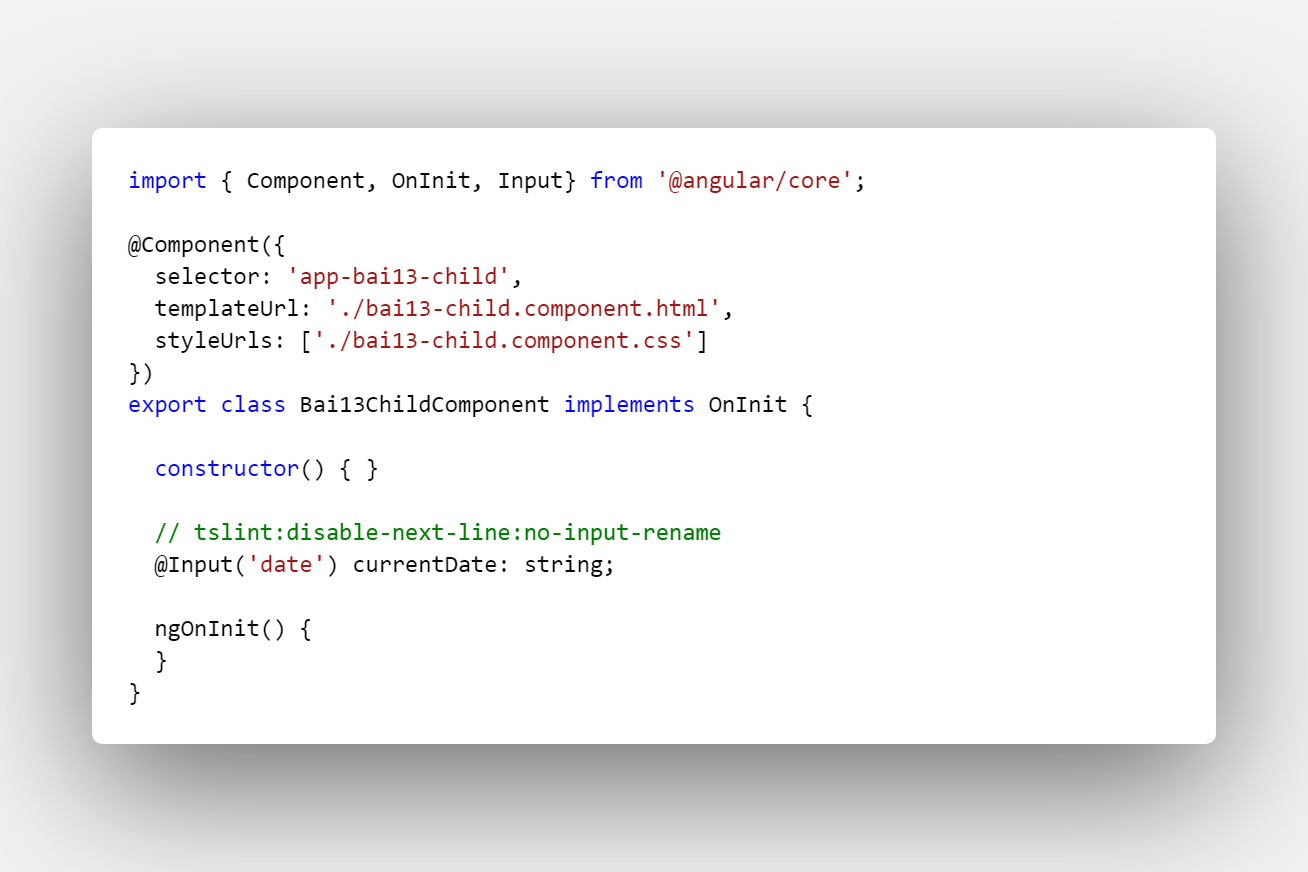 import { Component, OnInit, Input} from '@angular/core';
@Component({
  selector: 'app-bai13-child',
  templateUrl: './bai13-child.component.html',
  styleUrls: ['./bai13-child.component.css']
})
export class Bai13ChildComponent implements OnInit {
  constructor() { }
  // tslint:disable-next-line:no-input-rename
  @Input('date') currentDate: string;
  ngOnInit() {
  }
}